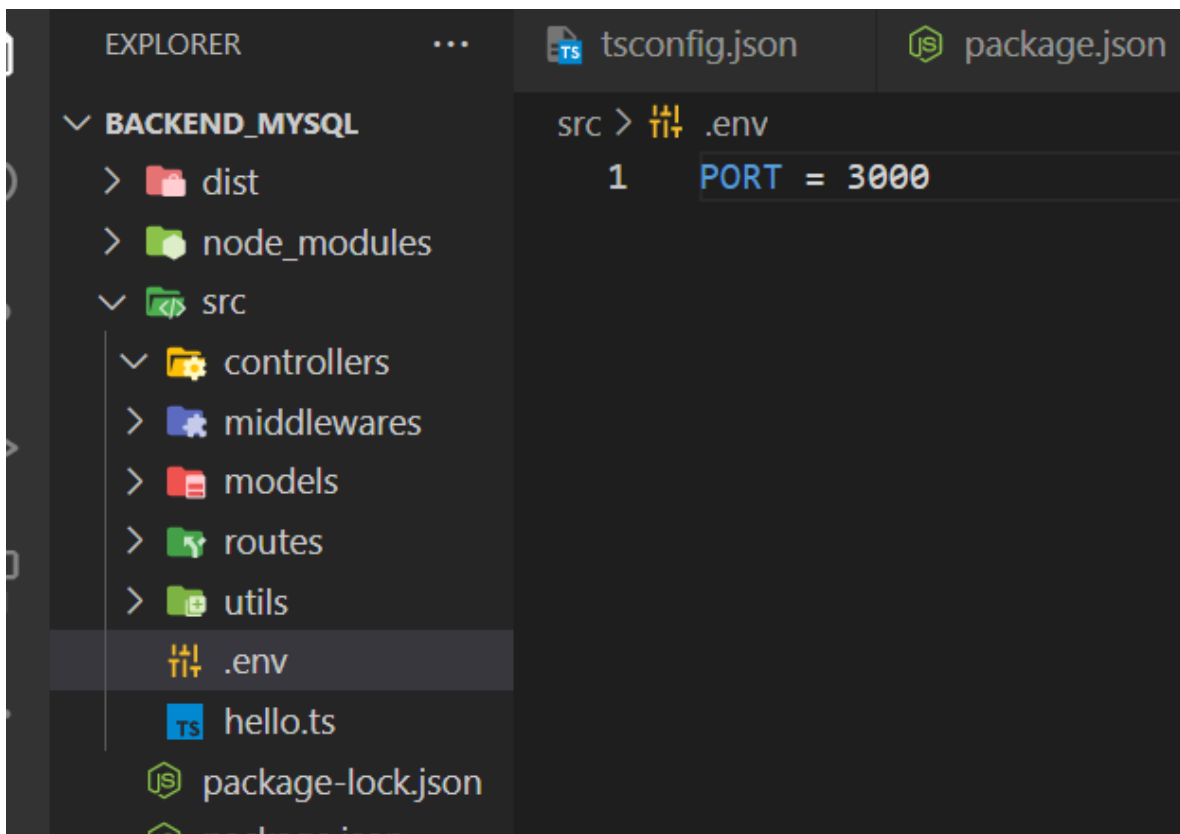 EXPLORER ...
tsconfig.json
package.json
BACKEND_MYSQL
src > .env
dist
1 PORT = 3000
node_modules
src
controllers
middlewares
models
routes
utils
.env
TS hello.ts
package-lock.json